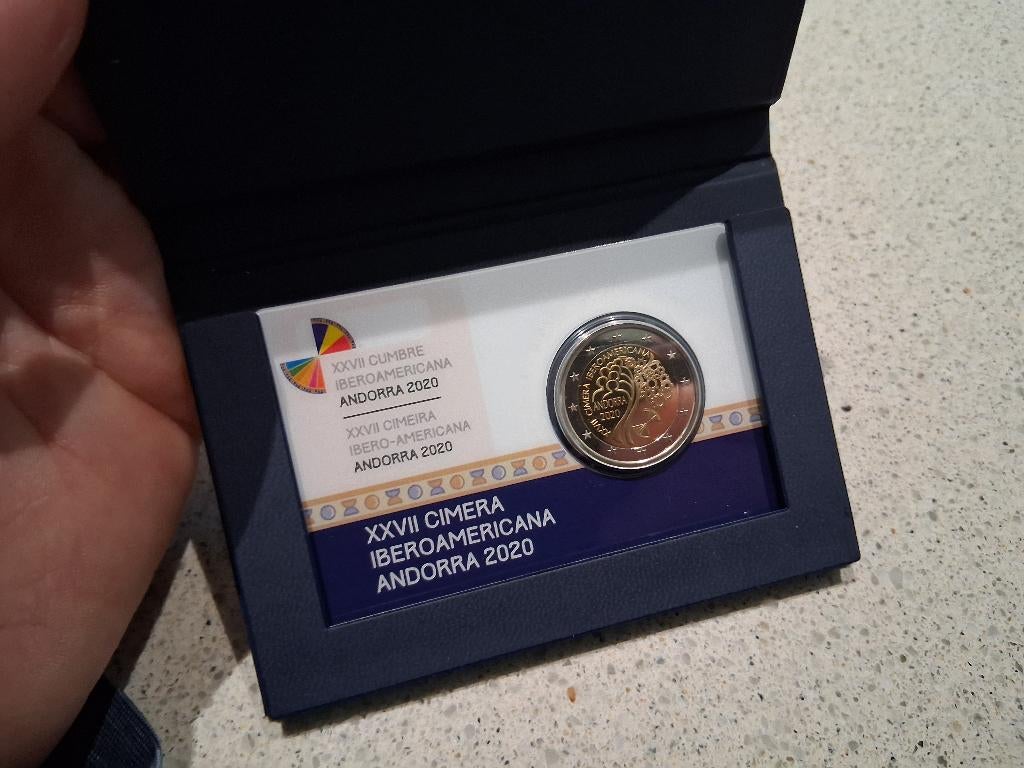 XXVII CUMBRE
IBEROAMERICANA
ANDORRA 2020
XXVII CIMEIRA
IBERO-AMERICANA
ANDORRA 2020
XXVII CIMERA
IBEROAMERICANA
ANDORRA 2020
XXVII CIMERA IBEROAMERICANA
ANDORRA
2020